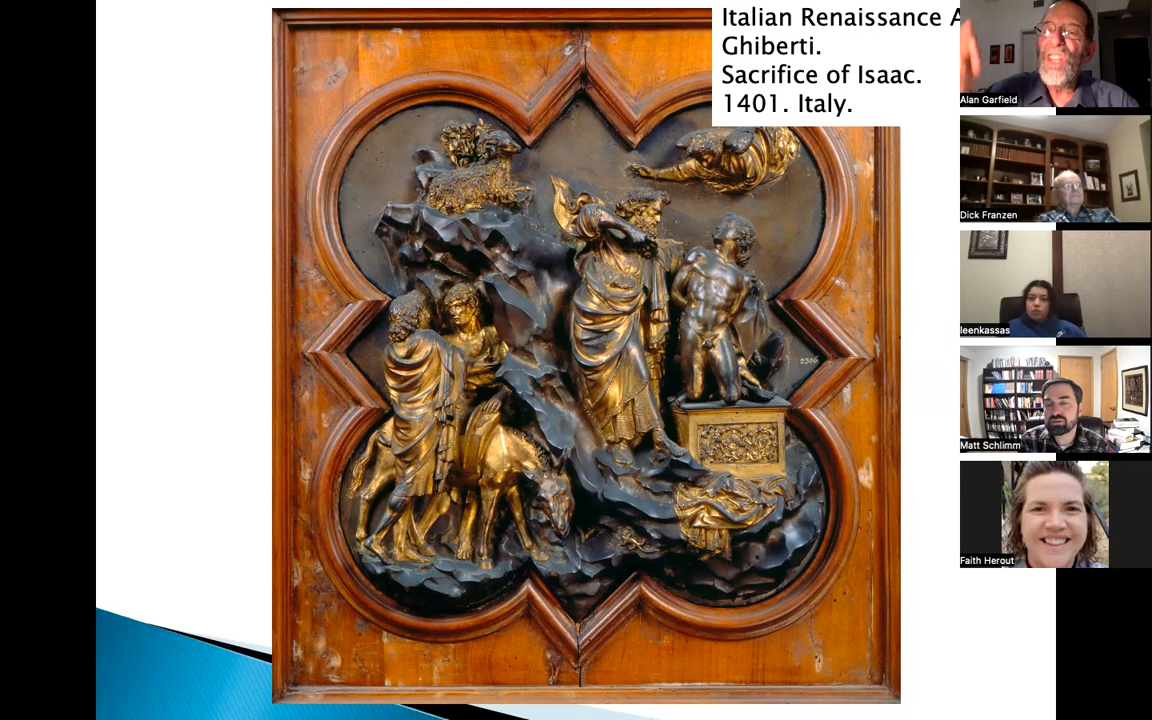 Italian Renaissance A
Ghiberti.
Sacrifice of Isaac.
1401. Italy.
Alan Garfield
Dick Franzen
leenkassas
Matt Schlimm
Faith Herout